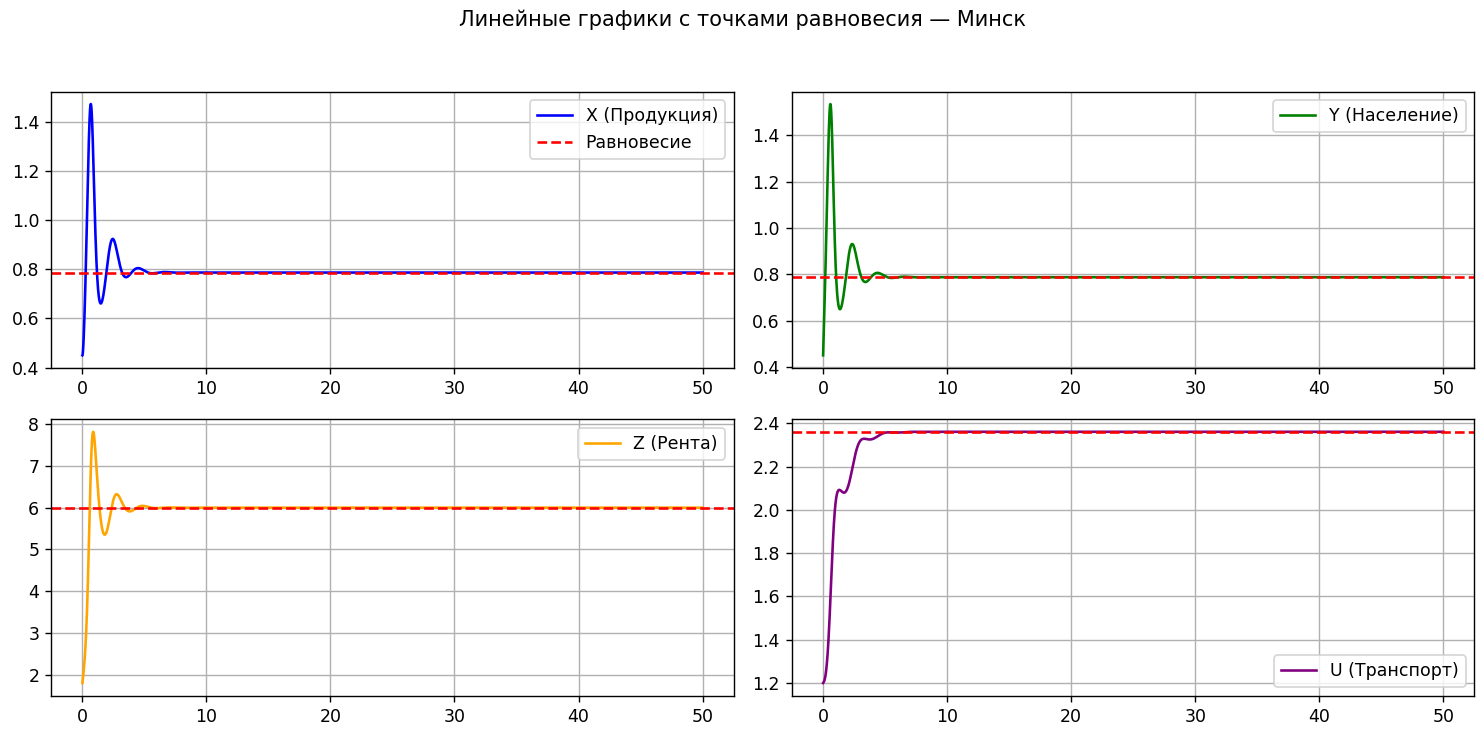 Линейные графики с точками равновесия — Минск
X (Продукция)
Равновесие
1.4
1.2
1.0
0.8
0.6
0.4
0 10 20 30 40 50
Y (Население)
1.4
1.2
1.0
0.8
0.6
0.4
0 10 20 30 40 50
Z (Рента)
8
7
6
5
4
3
2
0 10 20 30 40 50
2.4
2.2
2.0
1.8
1.6
1.4
1.2
U (Транспорт)
0 10 20 30 40 50